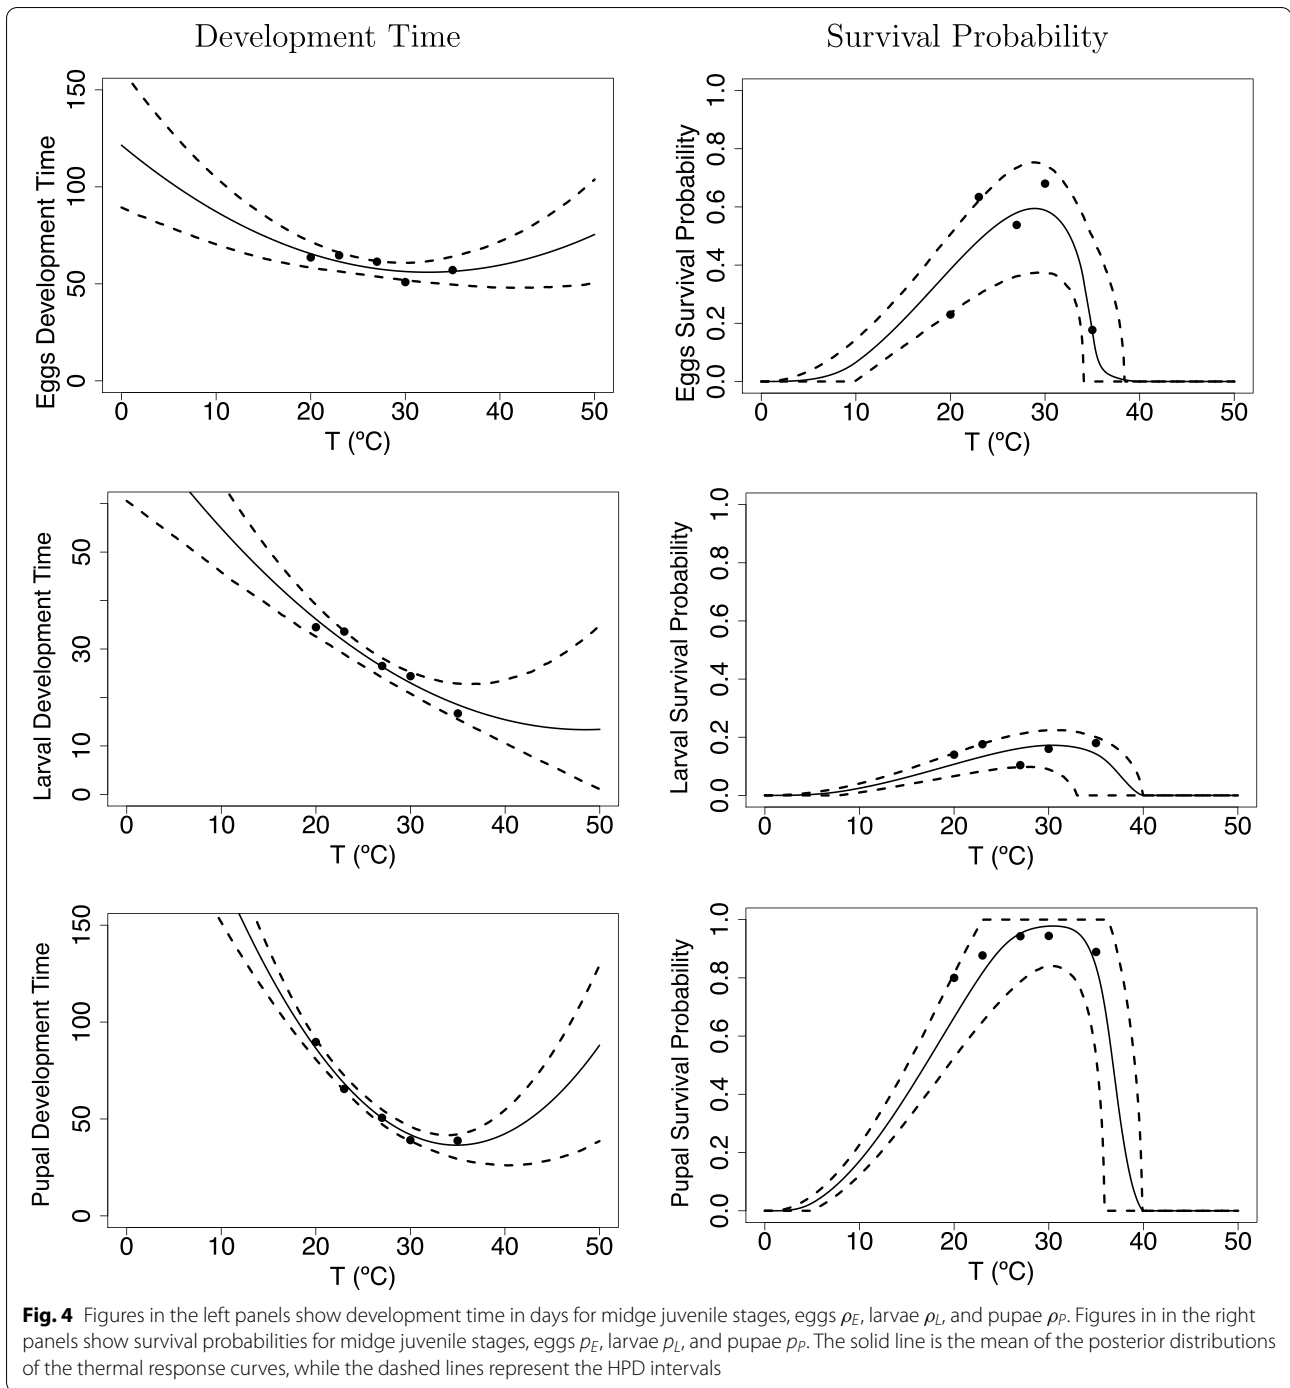 Development Time
Survival Probability
150
100
50
0
Eggs Development Time
0 10 20 30 40 50
T (ºC)
1.0
0.8
0.6
0.4
0.2
0.0
Eggs Survival Probability
0 10 20 30 40 50
T (ºC)
50
30
10
0
Larval Development Time
0 10 20 30 40 50
T (ºC)
1.0
0.8
0.6
0.4
0.2
0.0
Larval Survival Probability
0 10 20 30 40 50
T (ºC)
150
100
50
0
Pupal Development Time
0 10 20 30 40 50
T (ºC)
1.0
0.8
0.6
0.4
0.2
0.0
Pupal Survival Probability
0 10 20 30 40 50
T (ºC)
Fig. 4 Figures in the left panels show development time in days for midge juvenile stages, eggs ρE, larvae ρL, and pupae ρP. Figures in in the right
panels show survival probabilities for midge juvenile stages, eggs pE, larvae pL, and pupae pP. The solid line is the mean of the posterior distributions
of the thermal response curves, while the dashed lines represent the HPD intervals